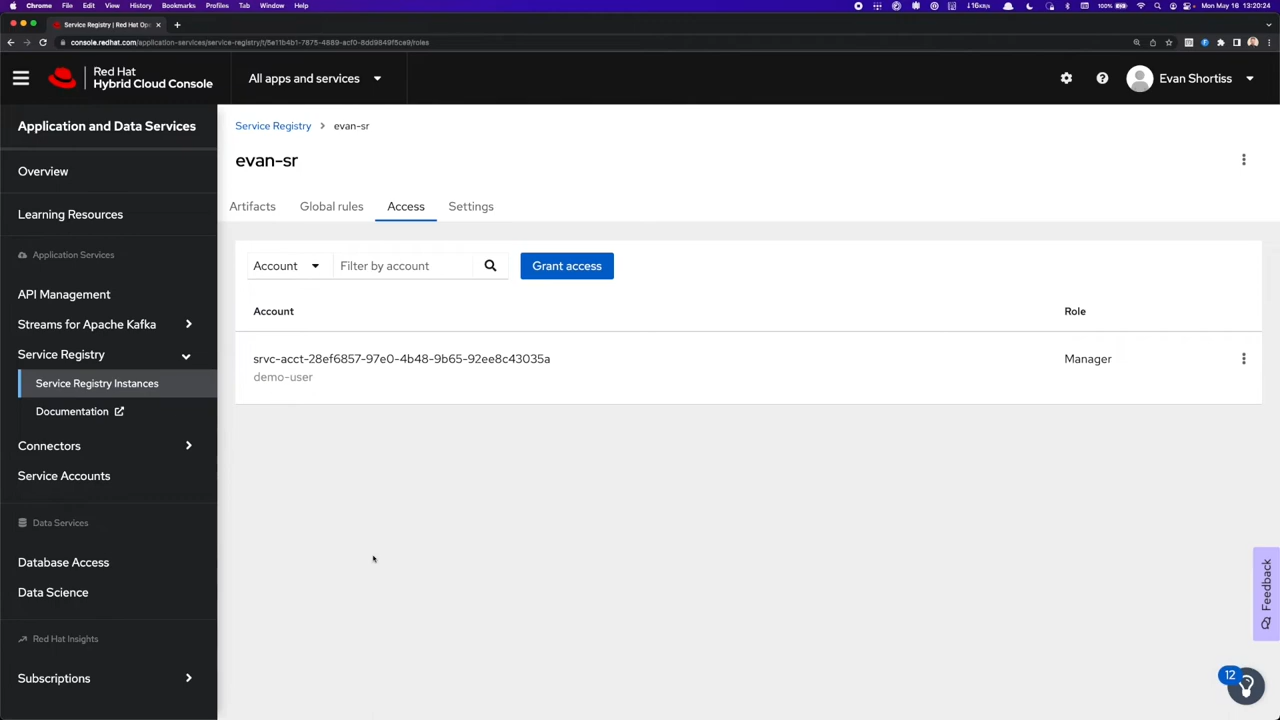 Chrome File Edit View History Bookmarks Profiles Tab Window Help
16KB/s 100% Mon May 16 13:20:24
Service Registry | Red Hat Ope
console.redhat.com/application-services/service-registry/t/5e11b4b1-7875-4889-acf0-8dd9849f5ce9/roles
Red Hat
Hybrid Cloud Console
All apps and services
Evan Shortiss
Application and Data Services
Overview
Learning Resources
Application Services
API Management
Streams for Apache Kafka
Service Registry
Service Registry Instances
Documentation
Connectors
Service Accounts
Data Services
Database Access
Data Science
Red Hat Insights
Subscriptions
Service Registry > evan-sr
evan-sr
Artifacts Global rules Access Settings
Account Filter by account Grant access
Account Role
srvc-acct-28ef6857-97e0-4b48-9b65-92ee8c43035a Manager
demo-user
Feedback
12